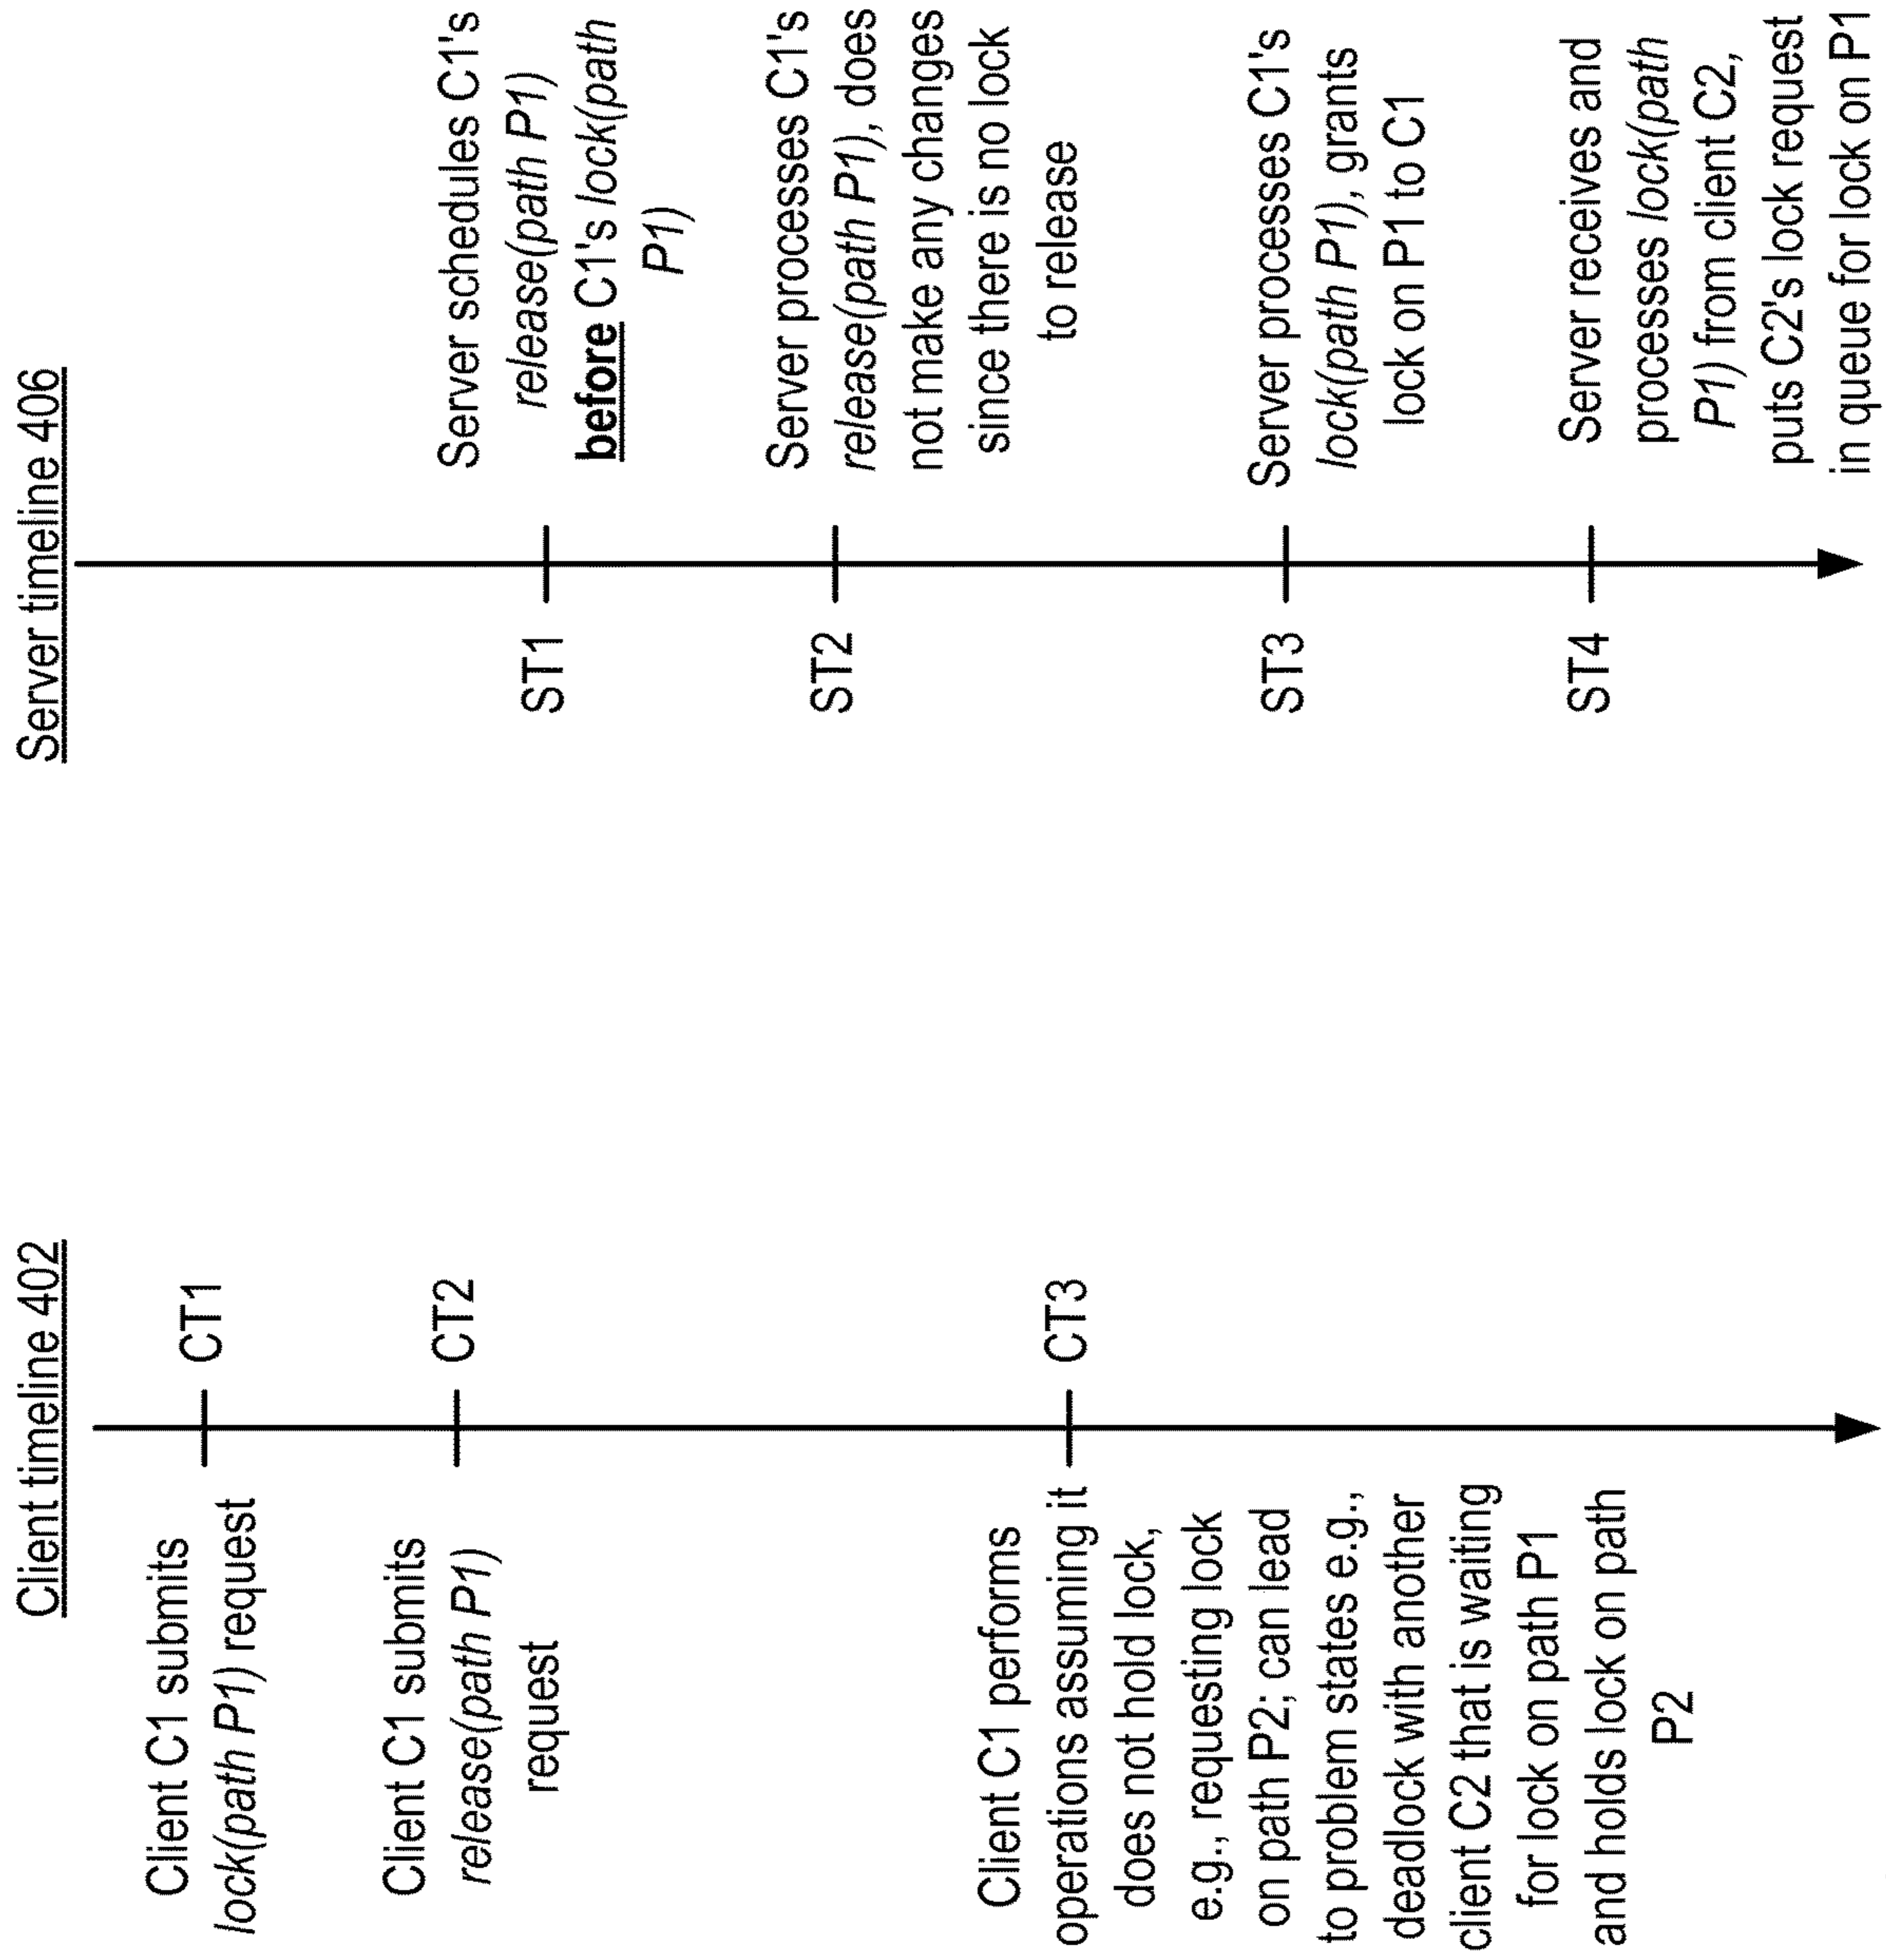 Client timeline 402
Client C1 submits
lock(path P1) request
CT1
Client C1 submits
release(path P1)
request
CT2
Client C1 performs
operations assuming it
does not hold lock,
e.g., requesting lock
on path P2; can lead
to problem states e.g.,
deadlock with another
client C2 that is waiting
for lock on path P1
and holds lock on path
P2
CT3
Server timeline 406
ST1
Server schedules C1's
release(path P1)
before C1's lock(path
P1)
ST2
Server processes C1's
release(path P1), does
not make any changes
since there is no lock
to release
ST3
Server processes C1's
lock(path P1), grants
lock on P1 to C1
ST4
Server receives and
processes lock(path
P1) from client C2,
puts C2's lock request
in queue for lock on P1